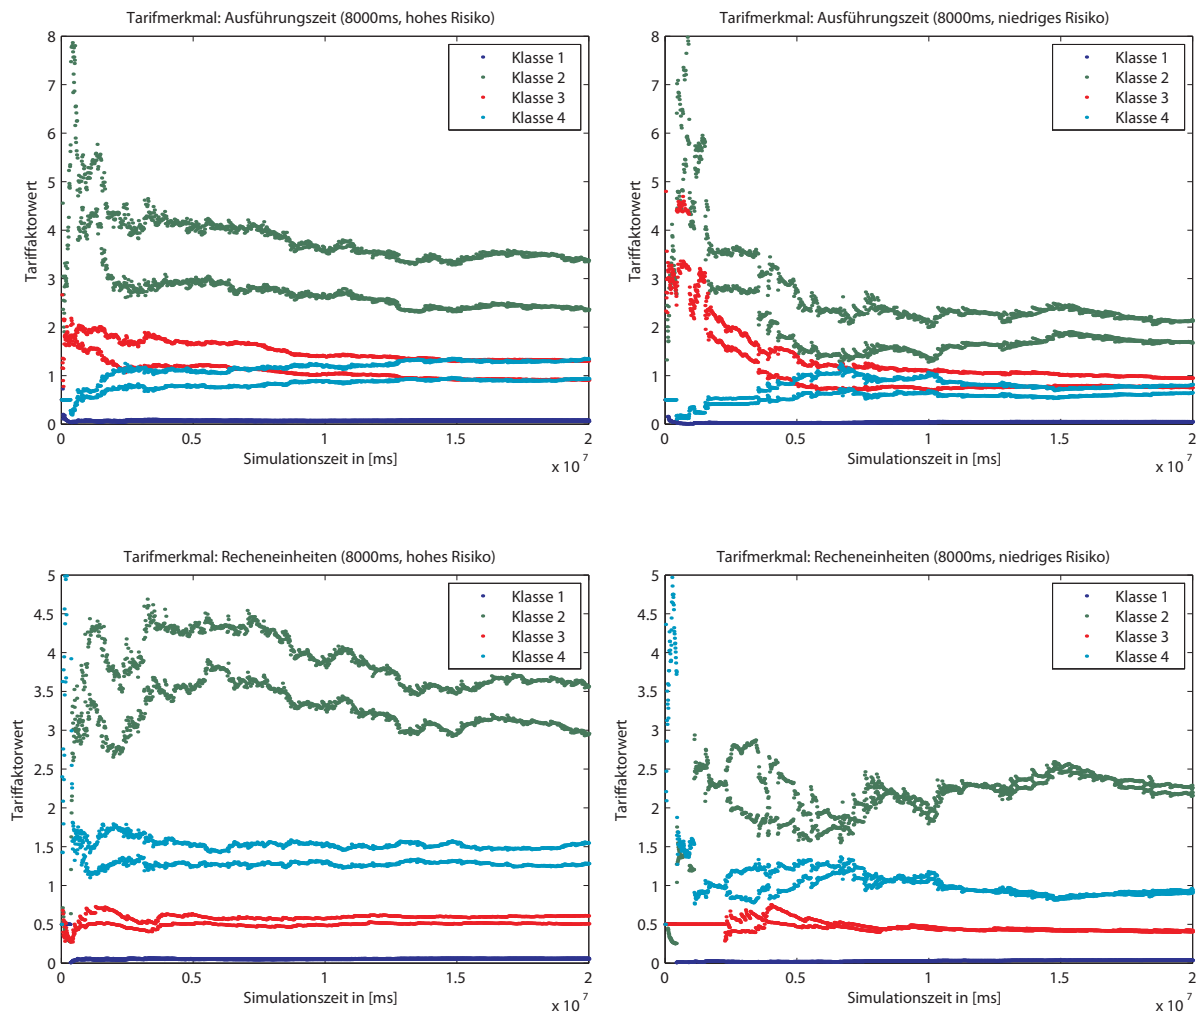 Tarifmerkmal: Ausführungszeit (8000ms, hohes Risiko)
8
7
6
5
4
3
2
1
0
Tariffaktorwert
Klasse 1
Klasse 2
Klasse 3
Klasse 4
0 0.5 1 1.5 2
Simulationszeit in [ms]
x 10 7
Tarifmerkmal: Ausführungszeit (8000ms, niedriges Risiko)
8
7
6
5
4
3
2
1
0
Tariffaktorwert
Klasse 1
Klasse 2
Klasse 3
Klasse 4
0 0.5 1 1.5 2
Simulationszeit in [ms]
x 10 7
Tarifmerkmal: Recheneinheiten (8000ms, hohes Risiko)
5
4.5
4
3.5
3
2.5
2
1.5
1
0.5
0
Tariffaktorwert
Klasse 1
Klasse 2
Klasse 3
Klasse 4
0 0.5 1 1.5 2
Simulationszeit in [ms]
x 10 7
Tarifmerkmal: Recheneinheiten (8000ms, niedriges Risiko)
5
4.5
4
3.5
3
2.5
2
1.5
1
0.5
0
Tariffaktorwert
Klasse 1
Klasse 2
Klasse 3
Klasse 4
0 0.5 1 1.5 2
Simulationszeit in [ms]
x 10 7